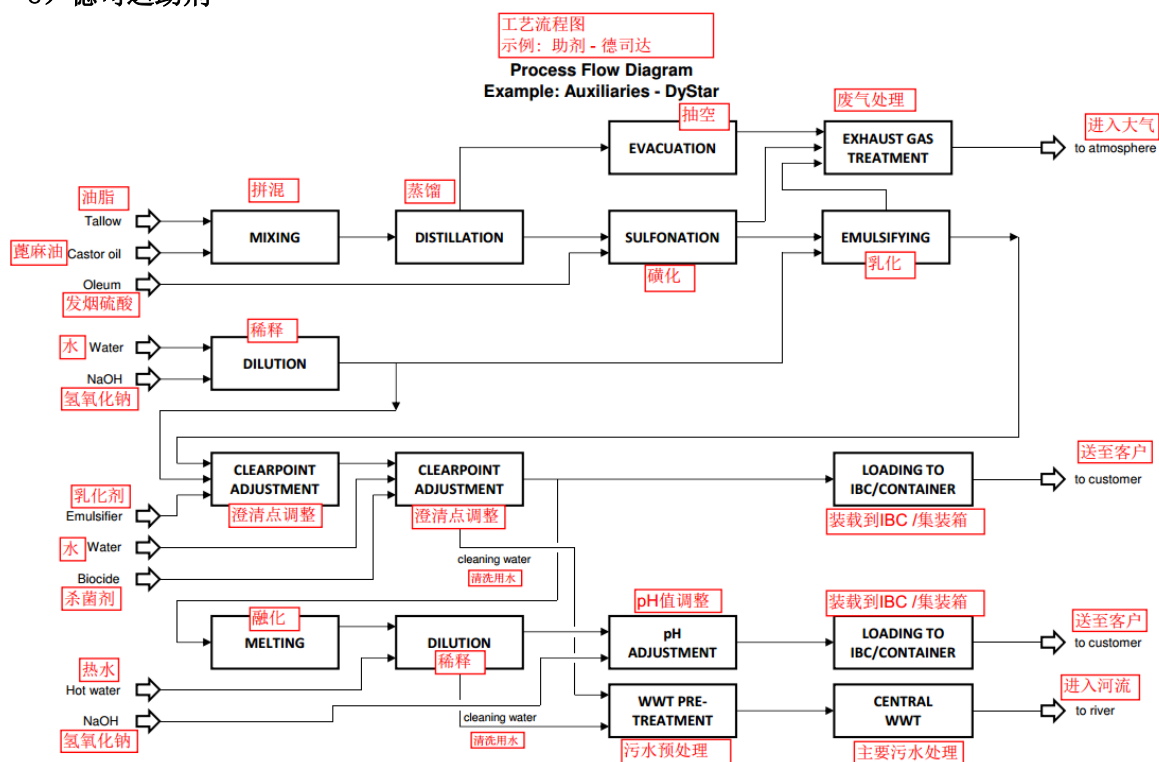 工艺流程图
示例：助剂 - 德司达
Process Flow Diagram
Example: Auxiliaries - DyStar
抽空
EVACUATION
废气处理
EXHAUST GAS
TREATMENT
进入大气
to atmosphere
油脂
Tallow
蓖麻油
Castor oil
Oleum
发烟硫酸
拼混
MIXING
蒸馏
DISTILLATION
SULFONATION
磺化
EMULSIFYING
乳化
水
Water
NaOH
氢氧化钠
稀释
DILUTION
CLEARPOINT
ADJUSTMENT
澄清点调整
CLEARPOINT
ADJUSTMENT
澄清点调整
LOADING TO
IBC/CONTAINER
装载到IBC /集装箱
送至客户
to customer
乳化剂
Emulsifier
水
Water
Biocide
杀菌剂
cleaning water
清洗用水
融化
MELTING
DILUTION
稀释
pH值调整
pH
ADJUSTMENT
装载到IBC /集装箱
LOADING TO
IBC/CONTAINER
送至客户
to customer
热水
Hot water
NaOH
氢氧化钠
cleaning water
清洗用水
WWT PRE-
TREATMENT
污水预处理
CENTRAL
WWT
主要污水处理
进入河流
to river